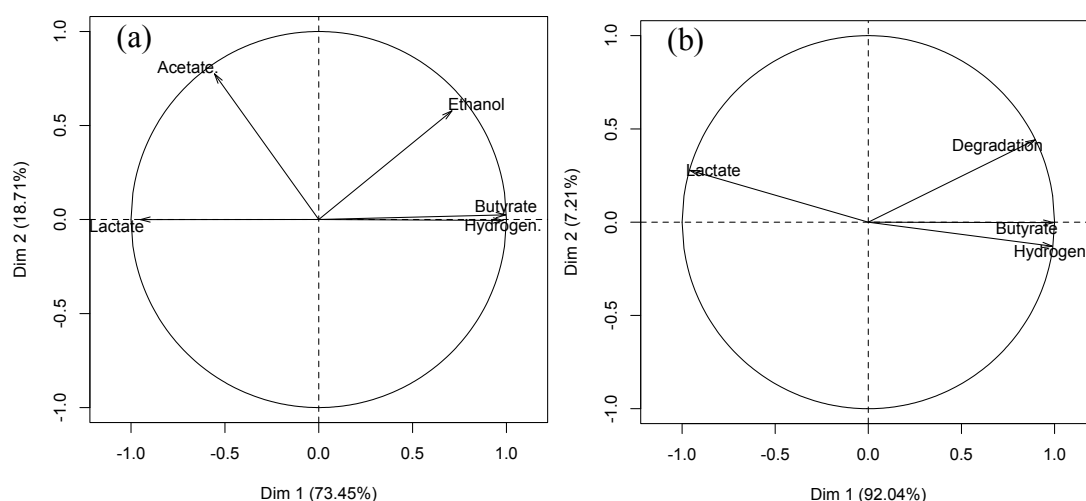 (a)
Acetate.
Ethanol
Butyrate
Hydrogen.
Lactate
1.0
0.5
0.0
-0.5
-1.0
Dim 2 (18.71%)
-1.0 -0.5 0.0 0.5 1.0
Dim 1 (73.45%)
(b)
Degradation
Lactate
Butyrate
Hydrogen
1.0
0.5
0.0
-0.5
-1.0
Dim 2 (7.21%)
-1.0 -0.5 0.0 0.5 1.0
Dim 1 (92.04%)